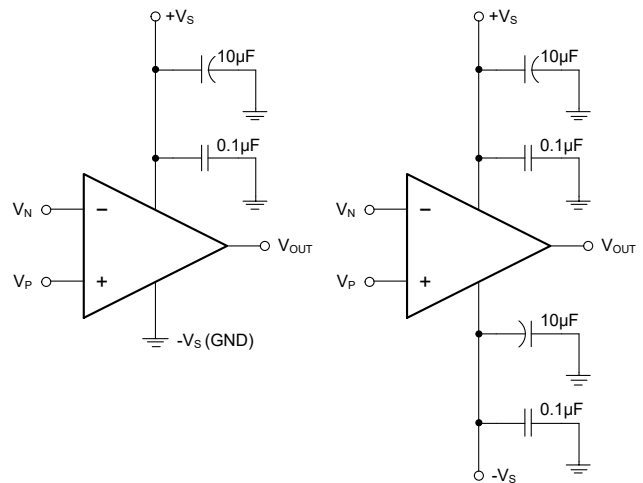 +VS
10µF
0.1µF
VN
−
VP
+
VOUT
-VS (GND)
+VS
10µF
0.1µF
VN
−
VP
+
VOUT
10µF
0.1µF
-VS